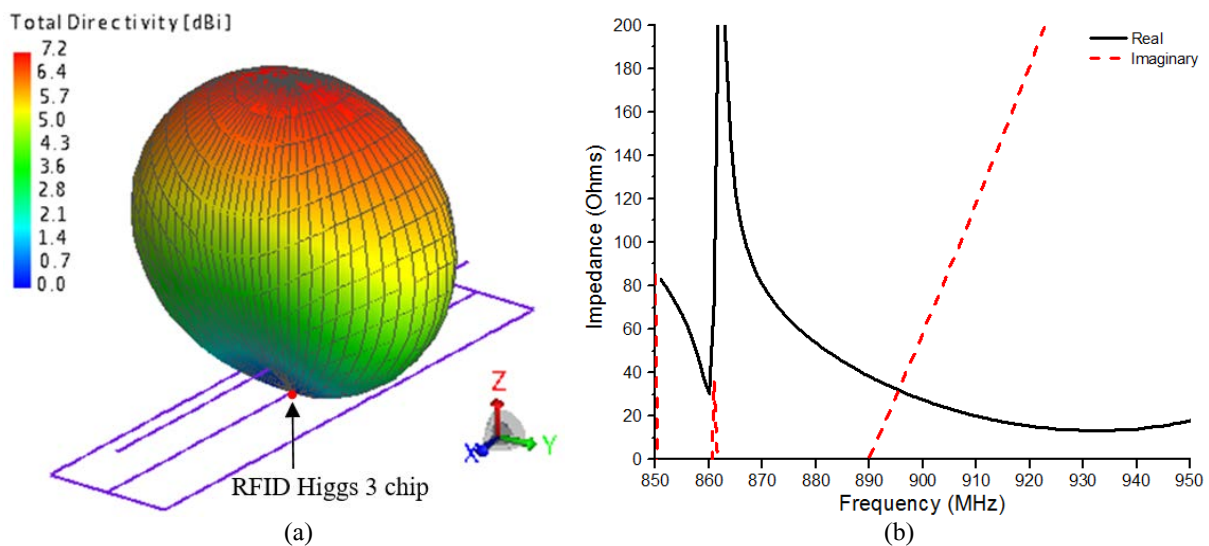 Total Directivity [dBi]
7.2
6.4
5.7
5.0
4.3
3.6
2.8
2.1
1.4
0.7
0.0
Z
X
Y
RFID Higgs 3 chip
(a)
Real
Imaginary
Impedance (Ohms)
200
180
160
140
120
100
80
60
40
20
0
850 860 870 880 890 900 910 920 930 940 950
Frequency (MHz)
(b)